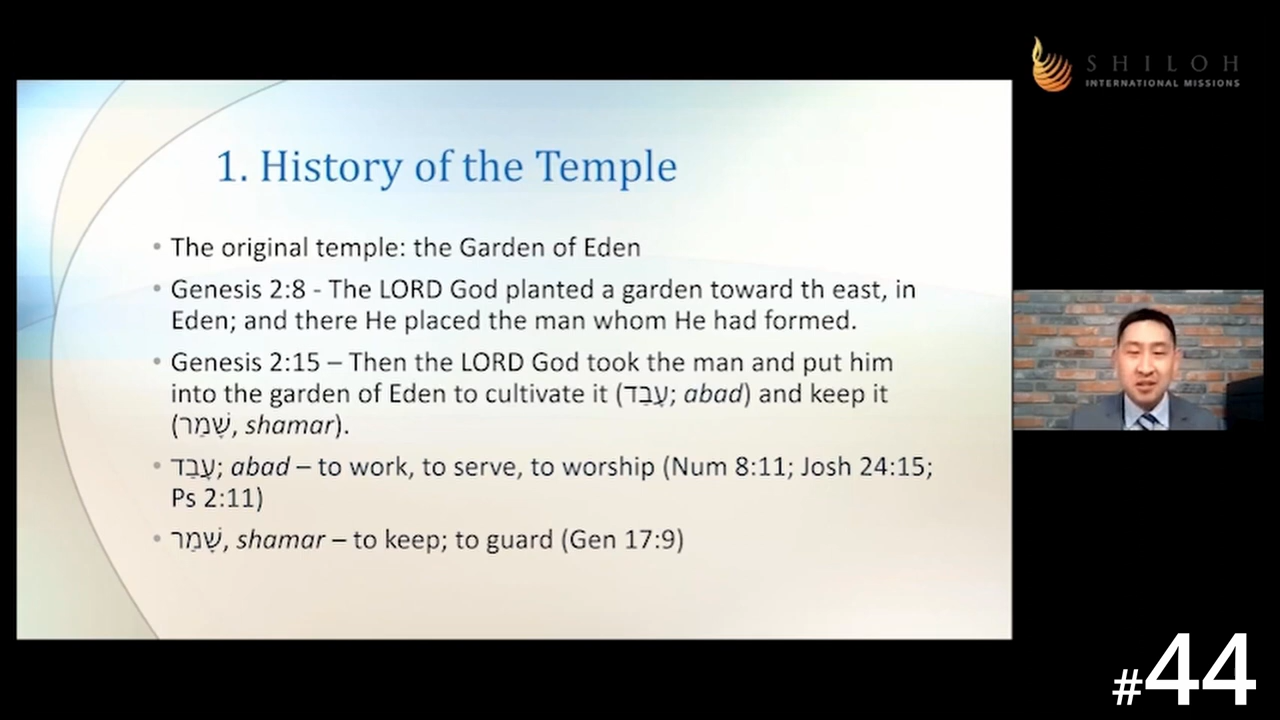 SHILOH
INTERNATIONAL MISSIONS
1. History of the Temple
• The original temple: the Garden of Eden
• Genesis 2:8 - The LORD God planted a garden toward th east, in
Eden; and there He placed the man whom He had formed.
• Genesis 2:15 – Then the LORD God took the man and put him
into the garden of Eden to cultivate it (עָבַד; abad) and keep it
(שָׁמַר, shamar).
• עָבַד; abad – to work, to serve, to worship (Num 8:11; Josh 24:15;
Ps 2:11)
• שָׁמַר, shamar – to keep; to guard (Gen 17:9)
#44